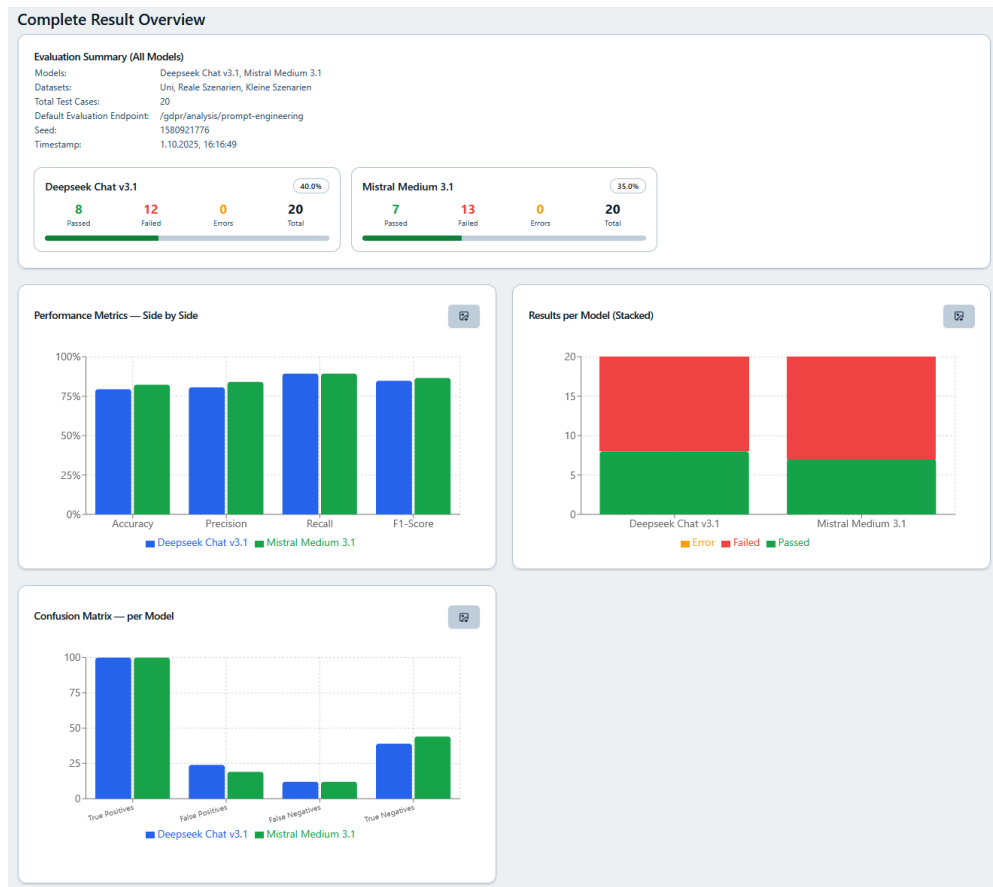 Complete Result Overview
Evaluation Summary (All Models)
Models: Deepseek Chat v3.1, Mistral Medium 3.1
Datasets: Uni, Reale Szenarien, Kleine Szenarien
Total Test Cases: 20
Default Evaluation Endpoint: /gdpr/analysis/prompt-engineering
Seed: 1580921776
Timestamp: 1.10.2025, 16:16:49
Deepseek Chat v3.1 40.0%
8 12 0 20
Passed Failed Errors Total
Mistral Medium 3.1 35.0%
7 13 0 20
Passed Failed Errors Total
Performance Metrics — Side by Side
100%
75%
50%
25%
0%
Accuracy Precision Recall F1-Score
Deepseek Chat v3.1 Mistral Medium 3.1
Results per Model (Stacked)
20
15
10
5
0
Deepseek Chat v3.1 Mistral Medium 3.1
Error Failed Passed
Confusion Matrix — per Model
100
75
50
25
0
True Positives False Positives False Negatives True Negatives
Deepseek Chat v3.1 Mistral Medium 3.1